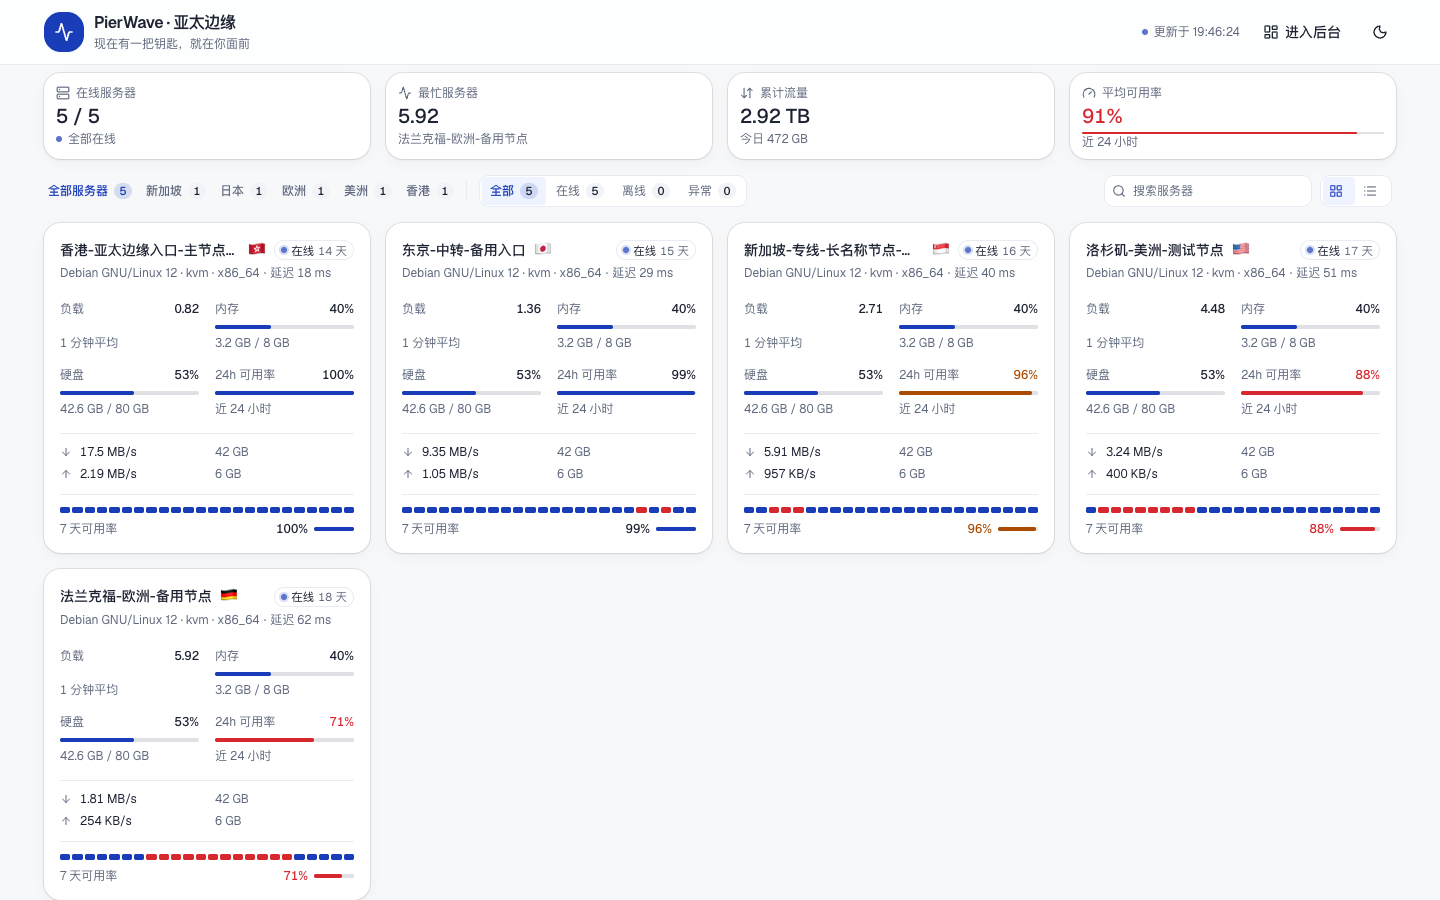 PierWave · 亚太边缘
现在有一把钥匙，就在你面前
更新于 19:46:24
进入后台
在线服务器
5 / 5
全部在线
最忙服务器
5.92
法兰克福-欧洲-备用节点
累计流量
2.92 TB
今日 472 GB
平均可用率
91%
近 24 小时
全部服务器 5 新加坡 1 日本 1 欧洲 1 美洲 1 香港 1
全部 5 在线 5 离线 0 异常 0
搜索服务器
香港-亚太边缘入口-主节点... 在线 14 天
Debian GNU/Linux 12 · kvm · x86_64 · 延迟 18 ms
负载 0.82 内存 40%
1 分钟平均 3.2 GB / 8 GB
硬盘 53% 24h 可用率 100%
42.6 GB / 80 GB 近 24 小时
17.5 MB/s 42 GB
2.19 MB/s 6 GB
7 天可用率 100%
东京-中转-备用入口 在线 15 天
Debian GNU/Linux 12 · kvm · x86_64 · 延迟 29 ms
负载 1.36 内存 40%
1 分钟平均 3.2 GB / 8 GB
硬盘 53% 24h 可用率 99%
42.6 GB / 80 GB 近 24 小时
9.35 MB/s 42 GB
1.05 MB/s 6 GB
7 天可用率 99%
新加坡-专线-长名称节点-... 在线 16 天
Debian GNU/Linux 12 · kvm · x86_64 · 延迟 40 ms
负载 2.71 内存 40%
1 分钟平均 3.2 GB / 8 GB
硬盘 53% 24h 可用率 96%
42.6 GB / 80 GB 近 24 小时
5.91 MB/s 42 GB
957 KB/s 6 GB
7 天可用率 96%
洛杉矶-美洲-测试节点 在线 17 天
Debian GNU/Linux 12 · kvm · x86_64 · 延迟 51 ms
负载 4.48 内存 40%
1 分钟平均 3.2 GB / 8 GB
硬盘 53% 24h 可用率 88%
42.6 GB / 80 GB 近 24 小时
3.24 MB/s 42 GB
400 KB/s 6 GB
7 天可用率 88%
法兰克福-欧洲-备用节点 在线 18 天
Debian GNU/Linux 12 · kvm · x86_64 · 延迟 62 ms
负载 5.92 内存 40%
1 分钟平均 3.2 GB / 8 GB
硬盘 53% 24h 可用率 71%
42.6 GB / 80 GB 近 24 小时
1.81 MB/s 42 GB
254 KB/s 6 GB
7 天可用率 71%